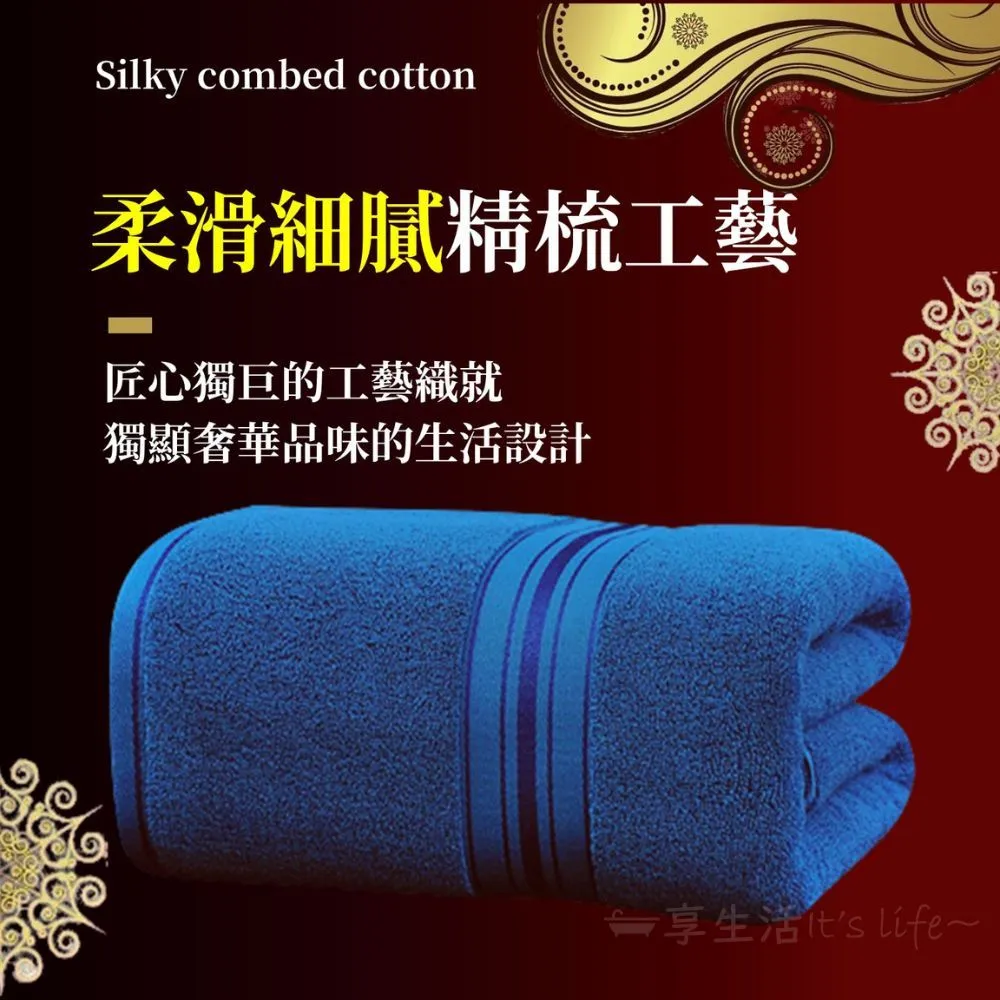 Silky combed cotton
柔滑細膩精梳工藝
匠心獨巨的工藝織就
獨顯奢華品味的生活設計
享生活It's life~